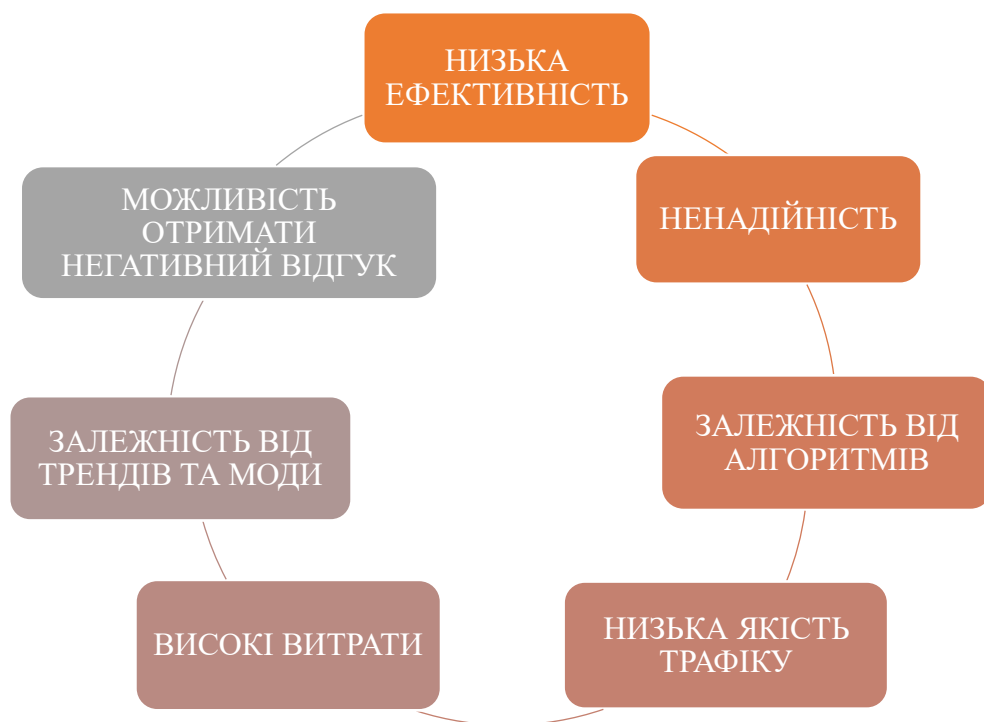 НИЗЬКА
ЕФЕКТИВНІСТЬ
НЕНАДІЙНІСТЬ
ЗАЛЕЖНІСТЬ ВІД
АЛГОРИТМІВ
НИЗЬКА ЯКІСТЬ
ТРАФІКУ
ВИСОКІ ВИТРАТИ
ЗАЛЕЖНІСТЬ ВІД
ТРЕНДІВ ТА МОДИ
МОЖЛИВІСТЬ
ОТРИМАТИ
НЕГАТИВНИЙ ВІДГУК